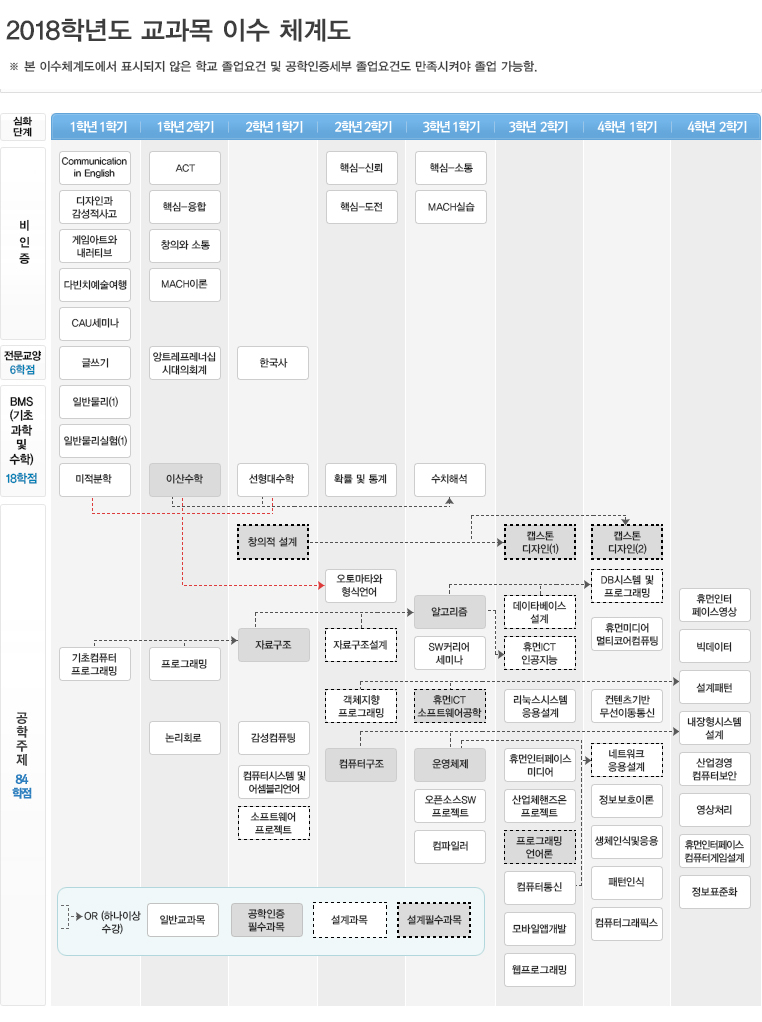 2018학년도 교과목 이수 체계도
※ 본 이수체계도에서 표시되지 않은 학교 졸업요건 및 공학인증세부 졸업요건도 만족시켜야 졸업 가능함.
심화
단계
1학년 1학기
1학년 2학기
2학년 1학기
2학년 2학기
3학년 1학기
3학년 2학기
4학년 1학기
4학년 2학기
비
인
증
Communication
in English
ACT
핵심-신뢰
핵심-소통
디자인과
감성적사고
핵심-융합
핵심-도전
MACH실습
게임아트와
내러티브
창의와 소통
다빈치예술여행
MACH이론
CAU세미나
전문교양
6학점
글쓰기
앙트레프레너십
시대의회계
한국사
BMS
(기초
과학
및
수학)
18학점
일반물리(1)
일반물리실험(1)
미적분학
이산수학
선형대수학
확률 및 통계
수치해석
공
학
주
제
84
학점
창의적 설계
캡스톤
디자인(1)
캡스톤
디자인(2)
오토마타와
형식언어
DB시스템 및
프로그래밍
알고리즘
데이타베이스
설계
휴먼인터
페이스영상
기초컴퓨터
프로그래밍
프로그래밍
자료구조
자료구조설계
SW커리어
세미나
휴먼ICT
인공지능
휴먼미디어
멀티코어컴퓨팅
빅데이터
객체지향
프로그래밍
휴먼ICT
소프트웨어공학
리눅스시스템
응용설계
컨텐츠기반
무선이동통신
설계패턴
논리회로
감성컴퓨팅
컴퓨터구조
운영체제
휴먼인터페이스
미디어
네트워크
응용설계
내장형시스템
설계
컴퓨터시스템 및
어셈블리언어
오픈소스SW
프로젝트
산업체핸즈온
프로젝트
정보보호이론
산업경영
컴퓨터보안
소프트웨어
프로젝트
컴파일러
프로그래밍
언어론
생체인식및응용
영상처리
컴퓨터통신
패턴인식
휴먼인터페이스
컴퓨터게임설계
모바일앱개발
컴퓨터그래픽스
정보표준화
웹프로그래밍
OR (하나이상
수강)
일반교과목
공학인증
필수과목
설계과목
설계필수과목